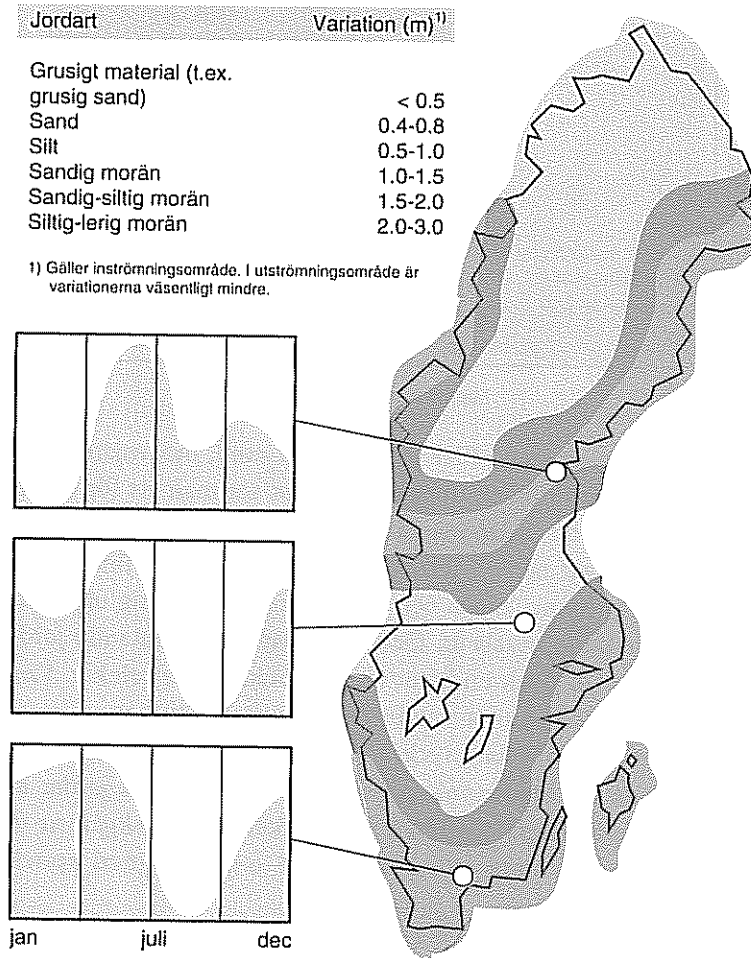 Jordart Variation (m)1)
Grusigt material (t.ex.
grusig sand) < 0.5
Sand 0.4-0.8
Silt 0.5-1.0
Sandig morän 1.0-1.5
Sandig-siltig morän 1.5-2.0
Siltig-lerig morän 2.0-3.0
1) Gäller inströmningsområde. I utströmningsområde är
variationerna väsentligt mindre.
jan juli dec